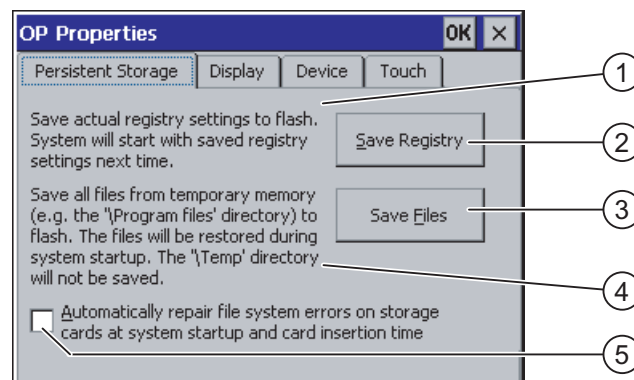 OP Properties OK ×
Persistent Storage Display Device Touch
1
Save actual registry settings to flash.
System will start with saved registry
settings next time.
Save Registry
2
Save all files from temporary memory
(e.g. the '\Program files' directory) to
flash. The files will be restored during
system startup. The '\Temp' directory
will not be saved.
Save Files
3
4
Automatically repair file system errors on storage
cards at system startup and card insertion time
5